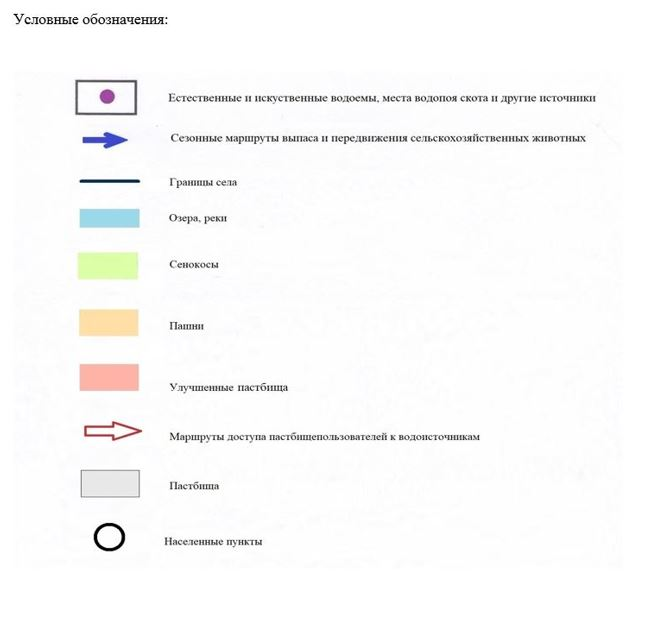 Условные обозначения:
Естественные и искуственные водоемы, места водопоя скота и другие источники
Сезонные маршруты выпаса и передвижения сельскохозяйственных животных
Границы села
Озера, реки
Сенокосы
Пашни
Улучшенные пастбища
Маршруты доступа пастбищепользователей к водоисточникам
Пастбища
Населенные пункты